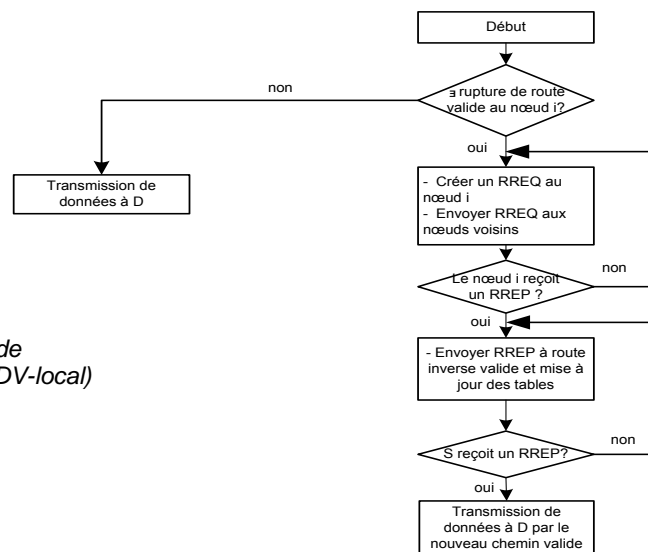 Début
∃ rupture de route
valide au nœud i?
non
oui
Transmission de
données à D
- Créer un RREQ au
nœud i
- Envoyer RREQ aux
nœuds voisins
Le nœud i reçoit
un RREP ?
non
oui
de
DV-local)
- Envoyer RREP à route
inverse valide et mise à
jour des tables
S reçoit un RREP?
non
oui
Transmission de
données à D par le
nouveau chemin valide